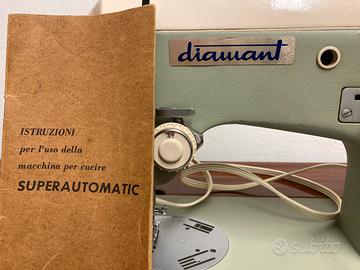 diamant
ISTRUZIONI
per l'uso della
macchina per cucire
SUPERAUTOMATIC
subito